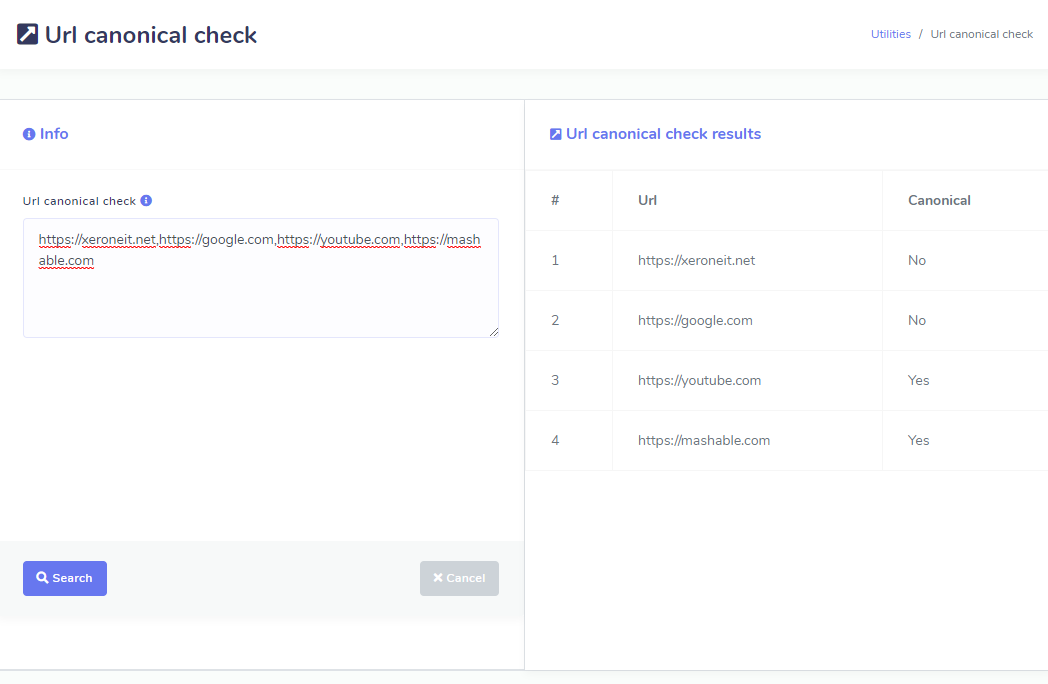 Url canonical check
Utilities / Url canonical check
Info
Url canonical check
https://xeroneit.net,https://google.com,https://youtube.com,https://mash
able.com
Search
Cancel
Url canonical check results
# Url Canonical
1 https://xeroneit.net No
2 https://google.com No
3 https://youtube.com Yes
4 https://mashable.com Yes